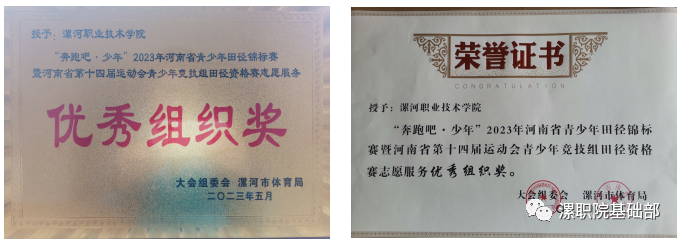 授予：漯河职业技术学院
“奔跑吧·少年”2023年河南省青少年田径锦标赛
暨河南省第十四届运动会青少年竞技组田径资格赛志愿服务
优秀组织奖
大会组委会 漯河市体育局
二〇二三年五月
荣誉证书
CONGRATULATION
授予：漯河职业技术学院
“奔跑吧·少年”2023年河南省青少年田径锦标
赛暨河南省第十四届运动会青少年竞技组田径资格
赛志愿服务优秀组织奖。
大会组委会 漯河市体育局
漯职院基础部